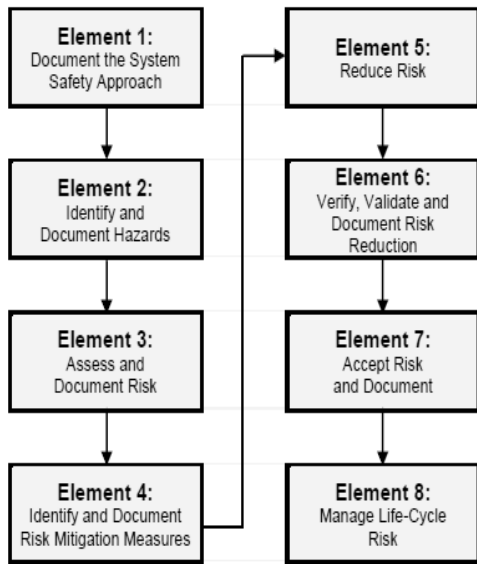 Element 1:
Document the System
Safety Approach
Element 2:
Identify and
Document Hazards
Element 3:
Assess and
Document Risk
Element 4:
Identify and Document
Risk Mitigation Measures
Element 5:
Reduce Risk
Element 6:
Verify, Validate and
Document Risk
Reduction
Element 7:
Accept Risk
and Document
Element 8:
Manage Life-Cycle
Risk